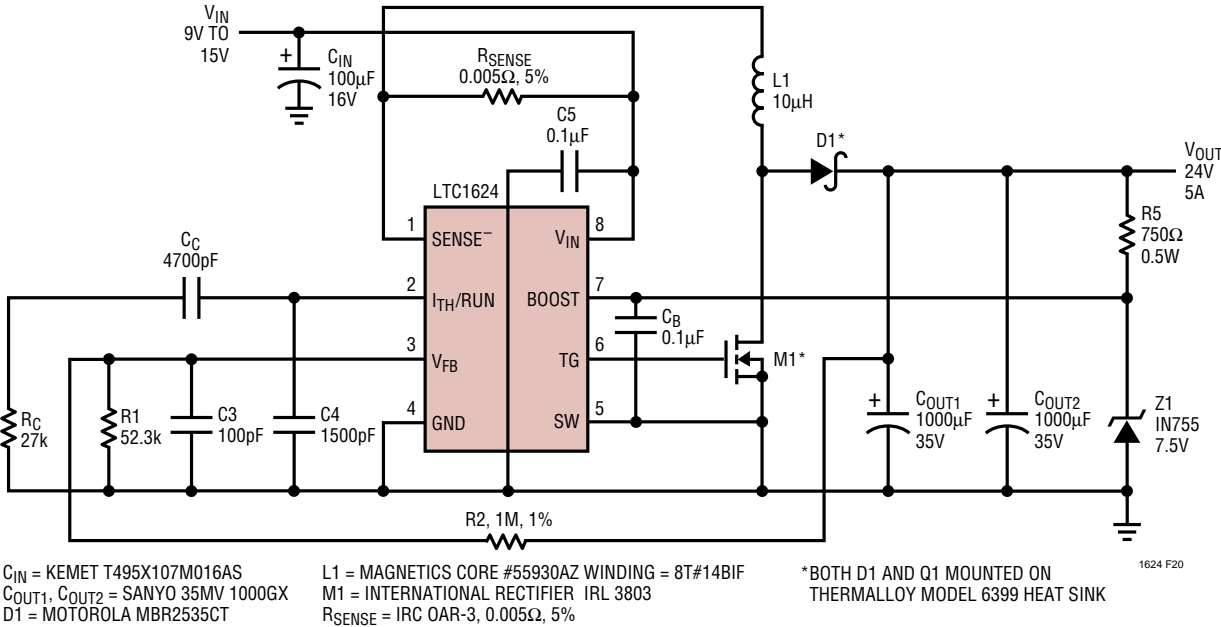 VIN
9V TO
15V
+
CIN
100µF
16V
RSENSE
0.005Ω, 5%
C5
0.1µF
L1
10µH
D1*
VOUT
24V
5A
R5
750Ω
0.5W
LTC1624
1
SENSE–
VIN
8
CC
4700pF
2
ITH/RUN
BOOST
7
CB
0.1µF
3
VFB
TG
6
M1*
4
GND
SW
5
RC
27k
R1
52.3k
C3
100pF
C4
1500pF
+
COUT1
1000µF
35V
+
COUT2
1000µF
35V
Z1
IN755
7.5V
R2, 1M, 1%
CIN = KEMET T495X107M016AS
COUT1, COUT2 = SANYO 35MV 1000GX
D1 = MOTOROLA MBR2535CT
L1 = MAGNETICS CORE #55930AZ WINDING = 8T#14BIF
M1 = INTERNATIONAL RECTIFIER IRL 3803
RSENSE = IRC OAR-3, 0.005Ω, 5%
*BOTH D1 AND Q1 MOUNTED ON
THERMALLOY MODEL 6399 HEAT SINK
1624 F20